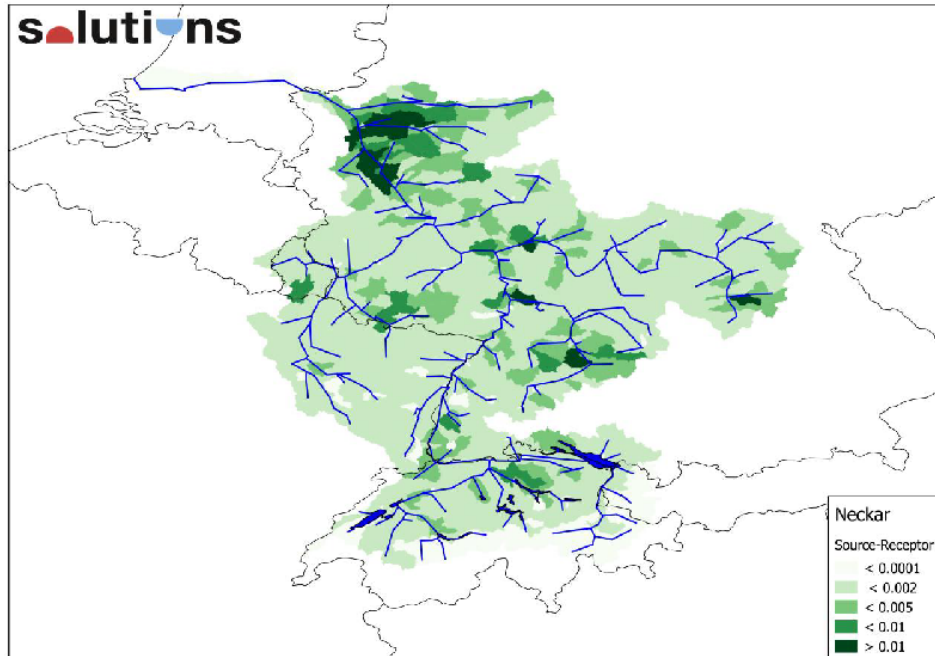 solutions
Neckar
Source-Receptor
< 0.0001
< 0.002
< 0.005
< 0.01
> 0.01